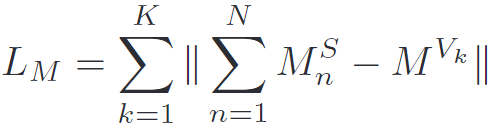 L_M = \sum_{k=1}^{K} \| \sum_{n=1}^{N} M_n^S - M^{V_k} \|